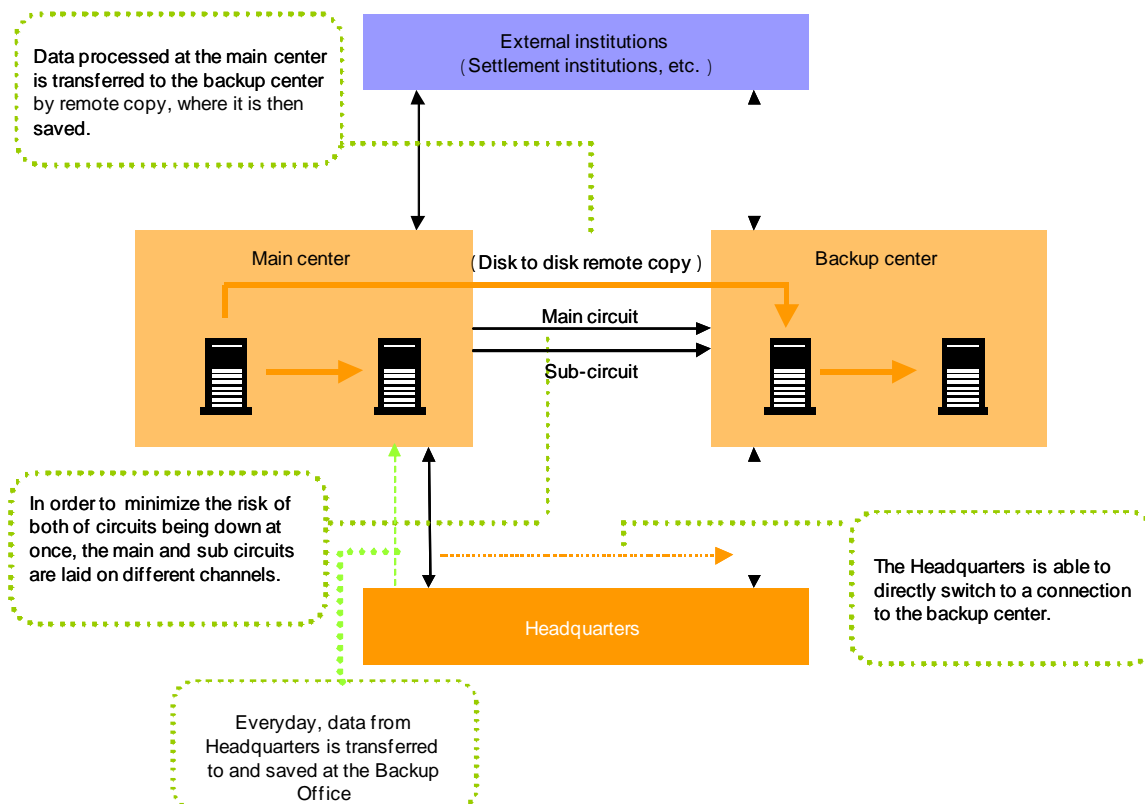 Data processed at the main center
is transferred to the backup center
by remote copy, where it is then
saved.
External institutions
(Settlement institutions, etc. )
Main center
(Disk to disk remote copy )
Backup center
Main circuit
Sub-circuit
In order to minimize the risk of
both of circuits being down at
once, the main and sub circuits
are laid on different channels.
The Headquarters is able to
directly switch to a connection
to the backup center.
Headquarters
Everyday, data from
Headquarters is transferred
to and saved at the Backup
Office